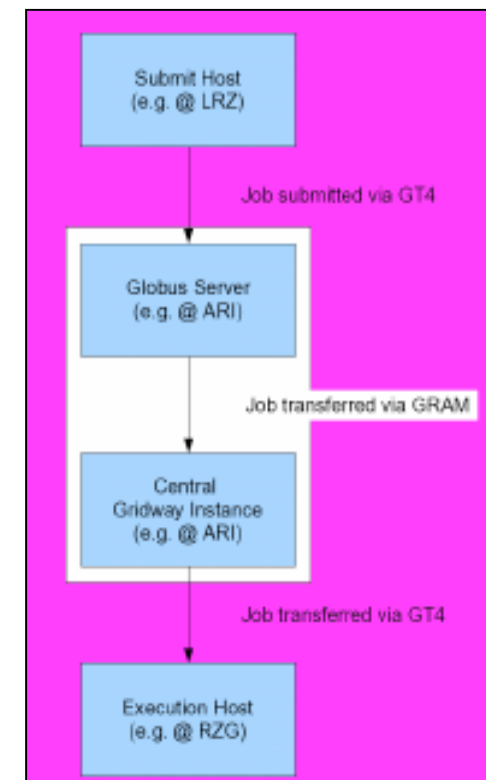 Submit Host
(e.g. @ LRZ)
Job submitted via GT4
Globus Server
(e.g. @ ARI)
Job transferred via GRAM
Central
Gridway Instance
(e.g. @ ARI)
Job transferred via GT4
Execution Host
(e.g. @ RZG)